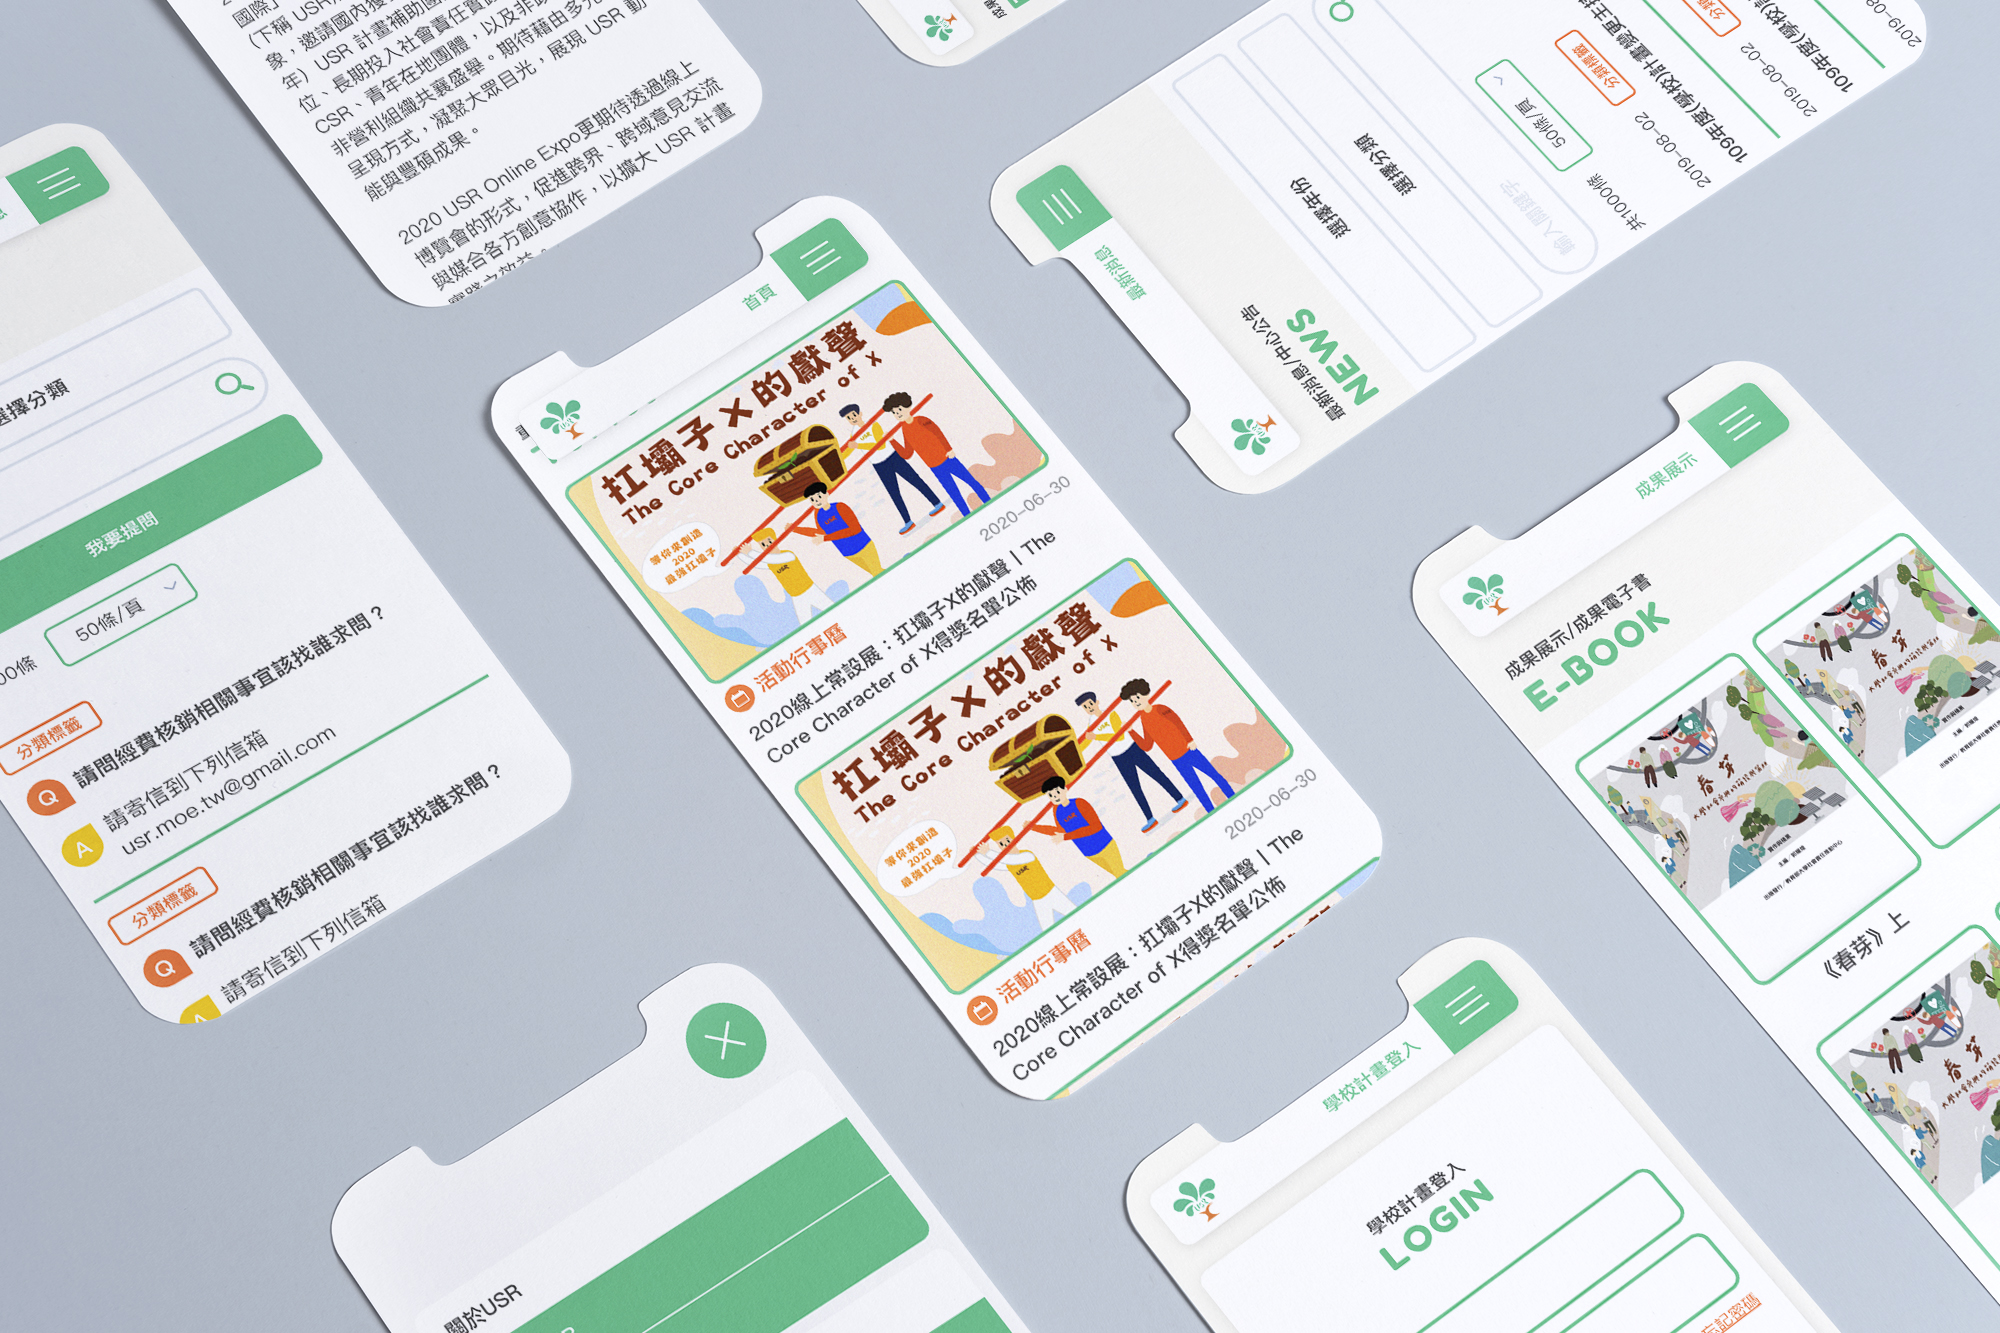 國際」
(下稱 USR
象，邀請國內獲
年）USR 計畫補助團
位、長期投入社會責任實
CSR、青年在地團體，以及非
非營利組織共襄盛舉。期待藉由多元
呈現方式，凝聚大眾目光，展現 USR 動
能與豐碩成果。
2020 USR Online Expo更期待透過線上
博覽會的形式，促進跨界、跨域意見交流
與媒合各方創意協作，以擴大 USR 計畫
選擇分類
我要提問
00條
50條/頁
分類標籤
Q 請問經費核銷相關事宜該找誰求問？
A 請寄信到下列信箱
usr.moe.tw@gmail.com
分類標籤
Q 請問經費核銷相關事宜該找誰求問？
A 請寄信到下列信箱
首頁
扛壩子×的獻聲
The Core Character of X
等你來創造
2020
最強扛壩子
2020-06-30
活動行事曆
2020線上常設展：扛壩子X的獻聲 | The
Core Character of X得獎名單公佈
扛壩子×的獻聲
The Core Character of X
等你來創造
2020
最強扛壩子
2020-06-30
活動行事曆
2020線上常設展：扛壩子X的獻聲 | The
Core Character of X得獎名單公佈
最新消息
最新消息/中心公告
NEWS
選擇年份
選擇分類
輸入關鍵字
共1000條
50條/頁
2019-08-02
分類標籤
109年度(學校)計畫變更主持
2019-08-02
分類標籤
109年度(學校)計畫
2019-08
成果展示
成果展示/成果電子書
E-BOOK
春芽
春芽
《春芽》上
春芽
學校計畫登入
學校計畫登入
LOGIN
忘記密碼
關於USR